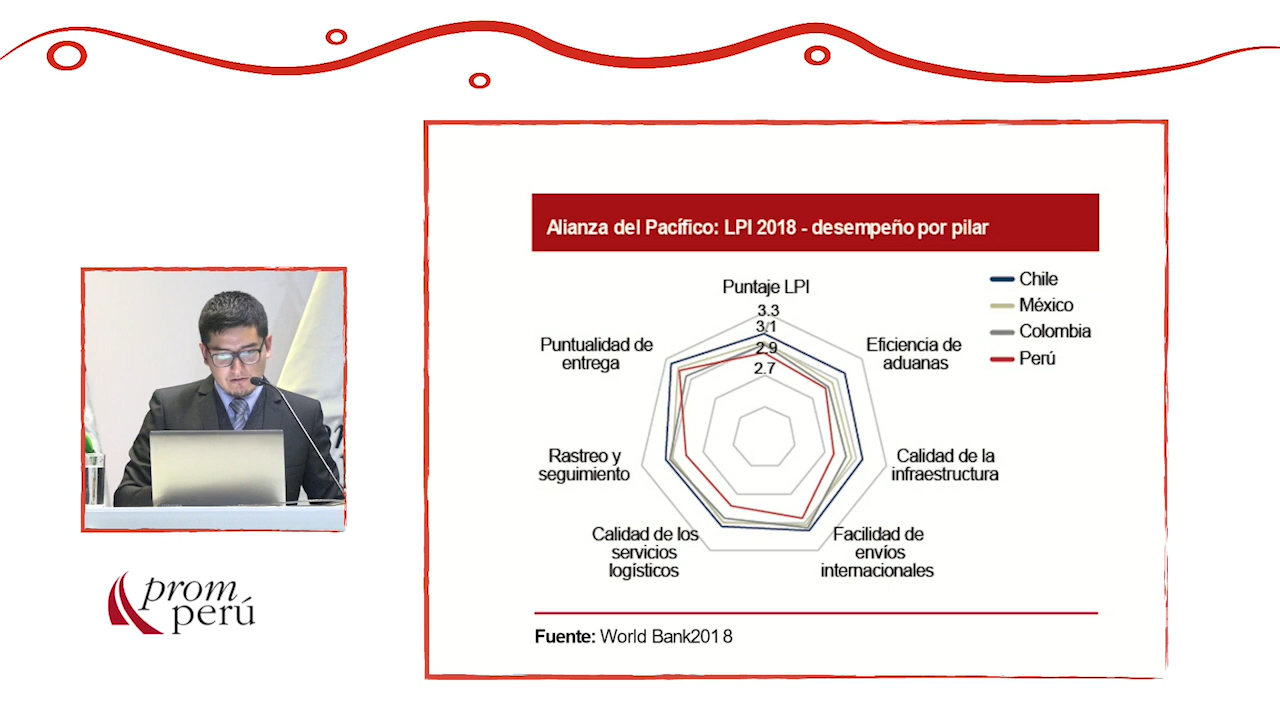 Alianza del Pacífico: LPI 2018 - desempeño por pilar
Puntaje LPI
3.3
3.1
2.9
2.7
Chile
México
Colombia
Perú
Eficiencia de
aduanas
Calidad de la
infraestructura
Facilidad de
envíos
internacionales
Calidad de los
servicios
logísticos
Rastreo y
seguimiento
Puntualidad de
entrega
Fuente: World Bank2018
prom
perú